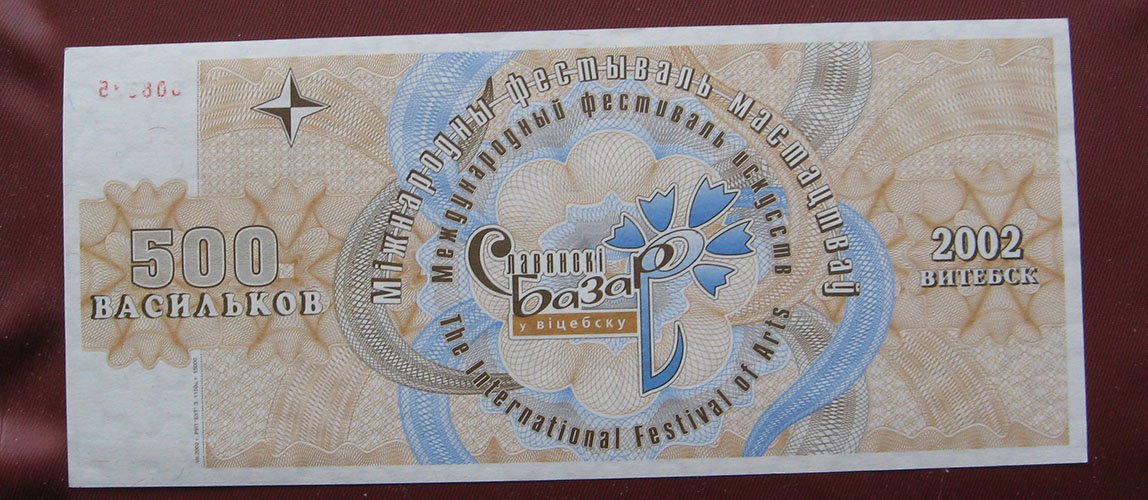 500
ВАСИЛЬКОВ
Міжнародны фестываль мастацтваў
Международный фестиваль искусств
Славянскі
базар
у віцебску
The International Festival of Arts
2002
ВИТЕБСК